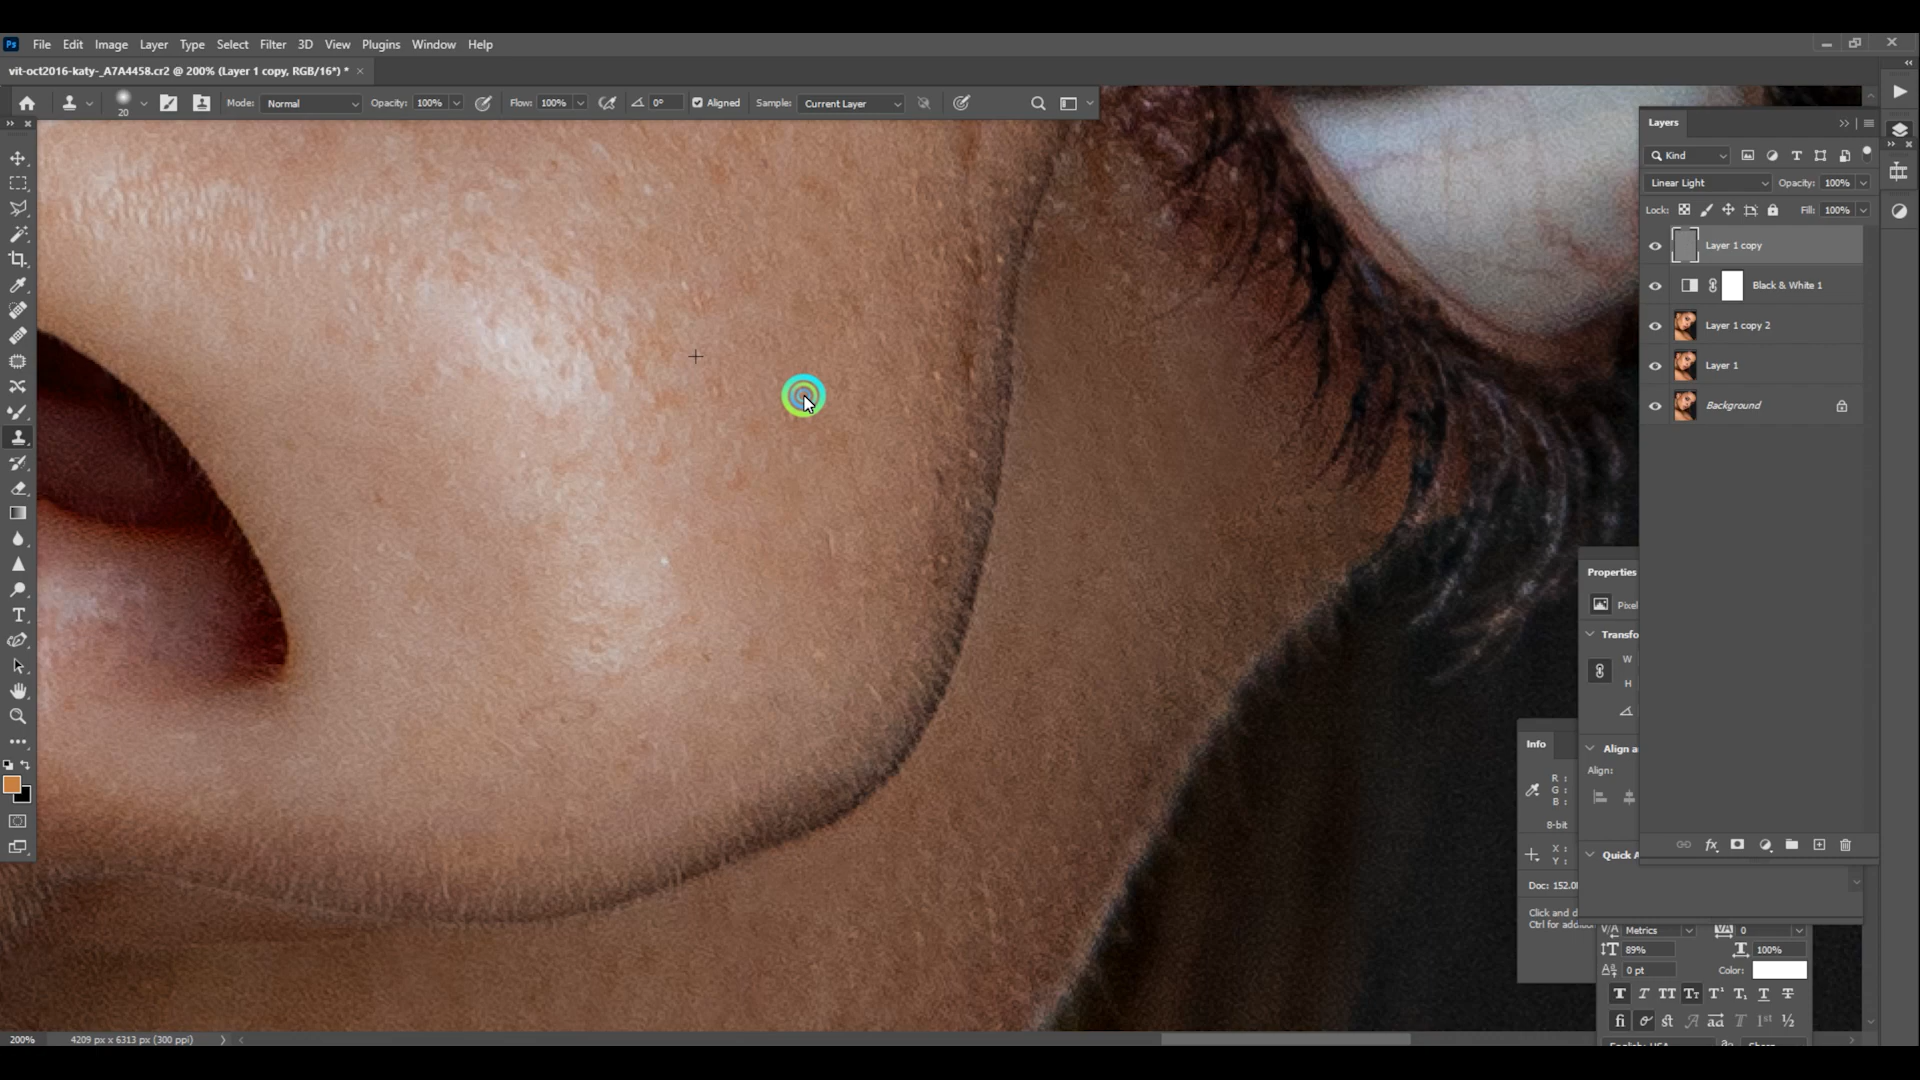 Ps File Edit Image Layer Type Select Filter 3D View Plugins Window Help
vit-oct2016-katy-_A7A4458.cr2 @ 200% (Layer 1 copy, RGB/16*) * ×
20 Mode: Normal Opacity: 100% Flow: 100% 0° Aligned Sample: Current Layer
Layers
Kind
Linear Light Opacity: 100%
Lock: Fill: 100%
Layer 1 copy
Black & White 1
Layer 1 copy 2
Layer 1
Background
Properties
Pixel
Transfo
W
H
Info
Align a
Align:
R :
G :
B :
8-bit
X :
Y :
Quick A
Doc: 152.0
Click and d
Ctrl for additio
Metrics 0
89% 100%
0 pt Color:
200% 4209 px x 6313 px (300 ppi)